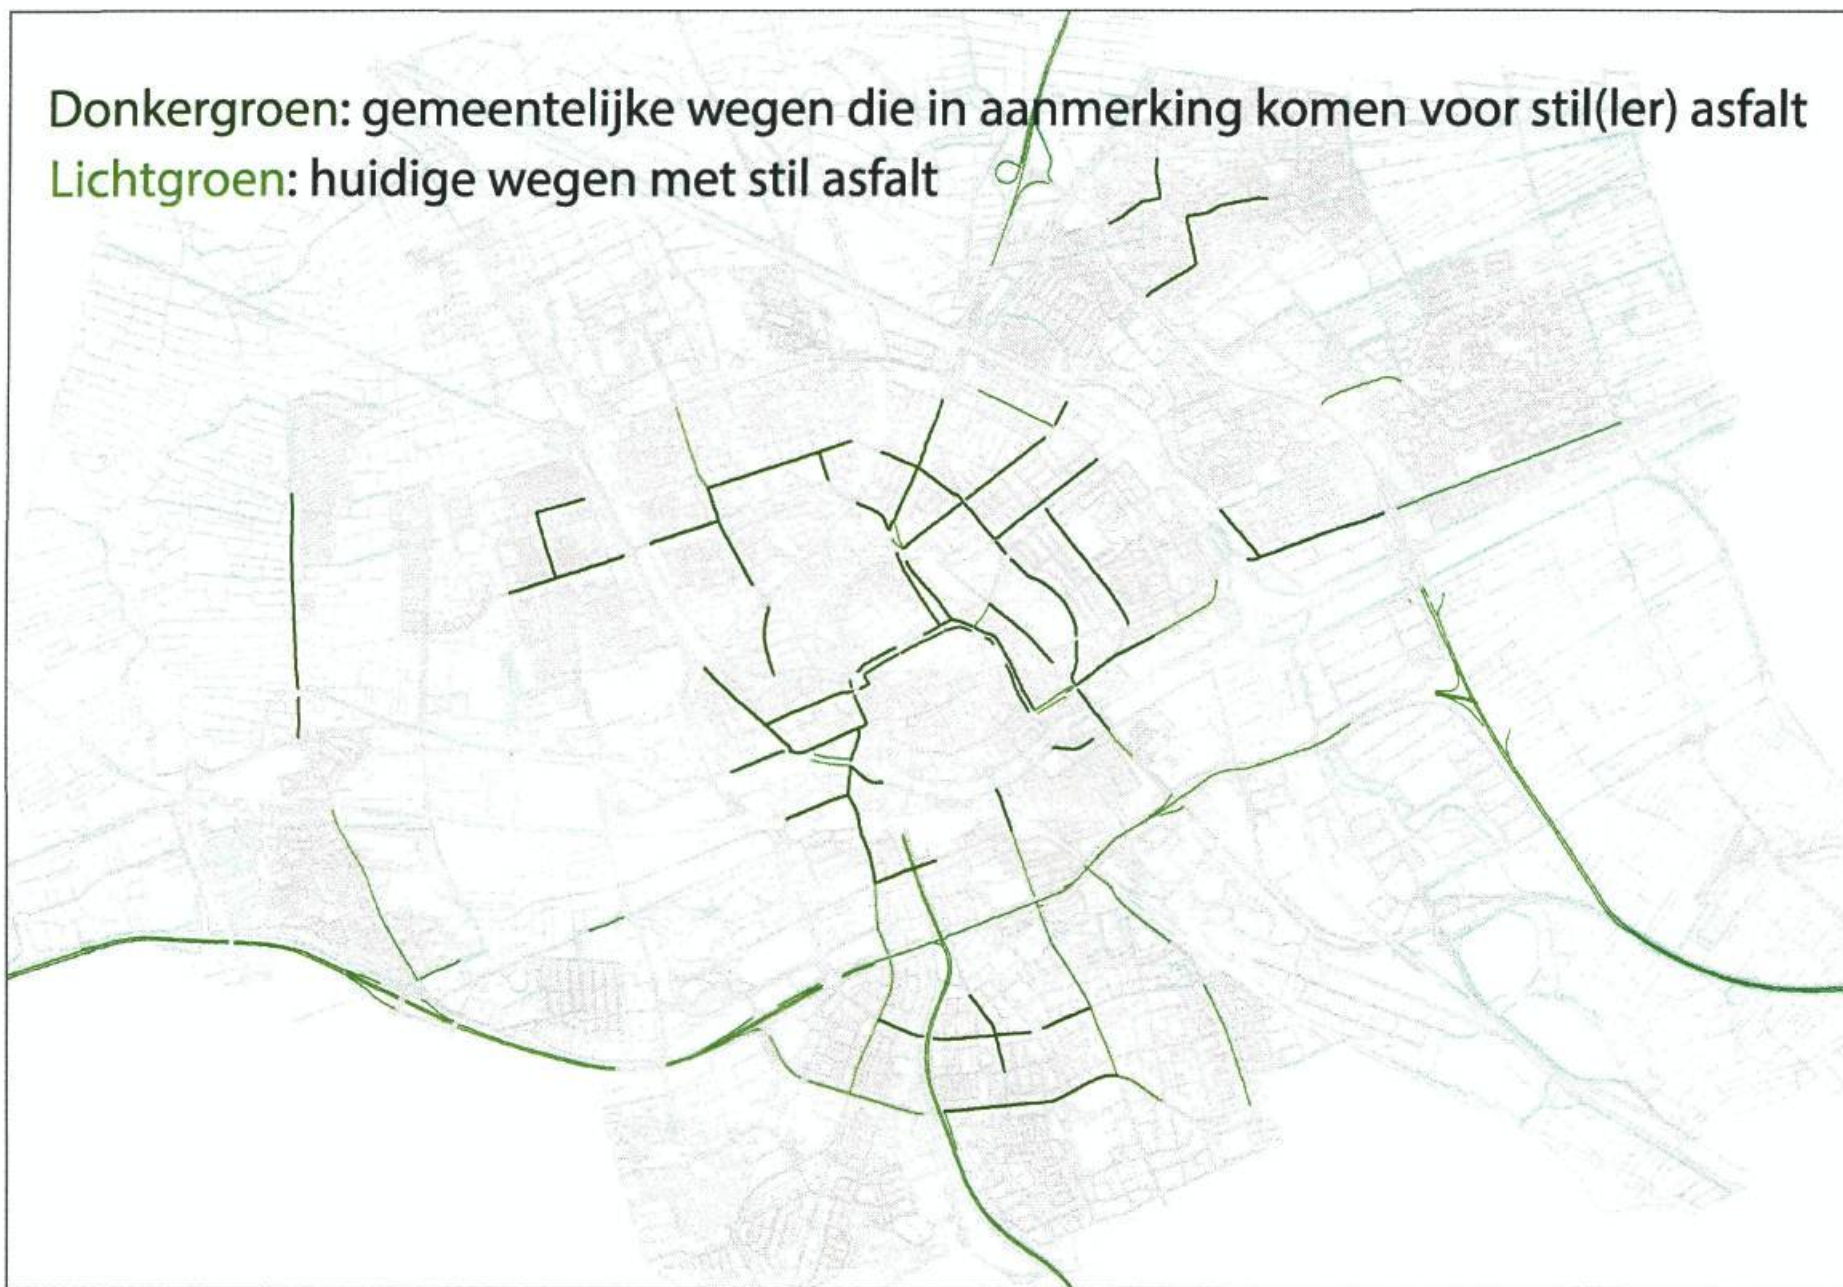 Donkergroen: gemeentelijke wegen die in aanmerking komen voor stil(ler) asfalt
Lichtgroen: huidige wegen met stil asfalt